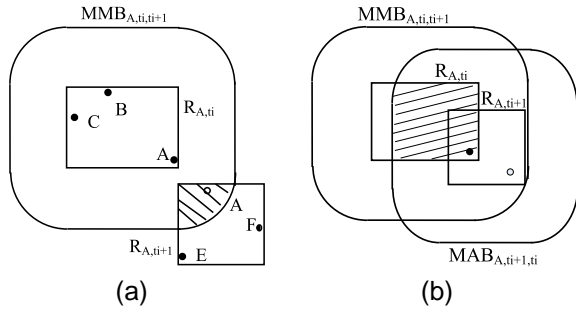 MMB_{A,ti,ti+1}
R_{A,ti}
B
C
A
A
F
R_{A,ti+1}
E
(a)
MMB_{A,ti,ti+1}
R_{A,ti}
R_{A,ti+1}
MAB_{A,ti+1,ti}
(b)